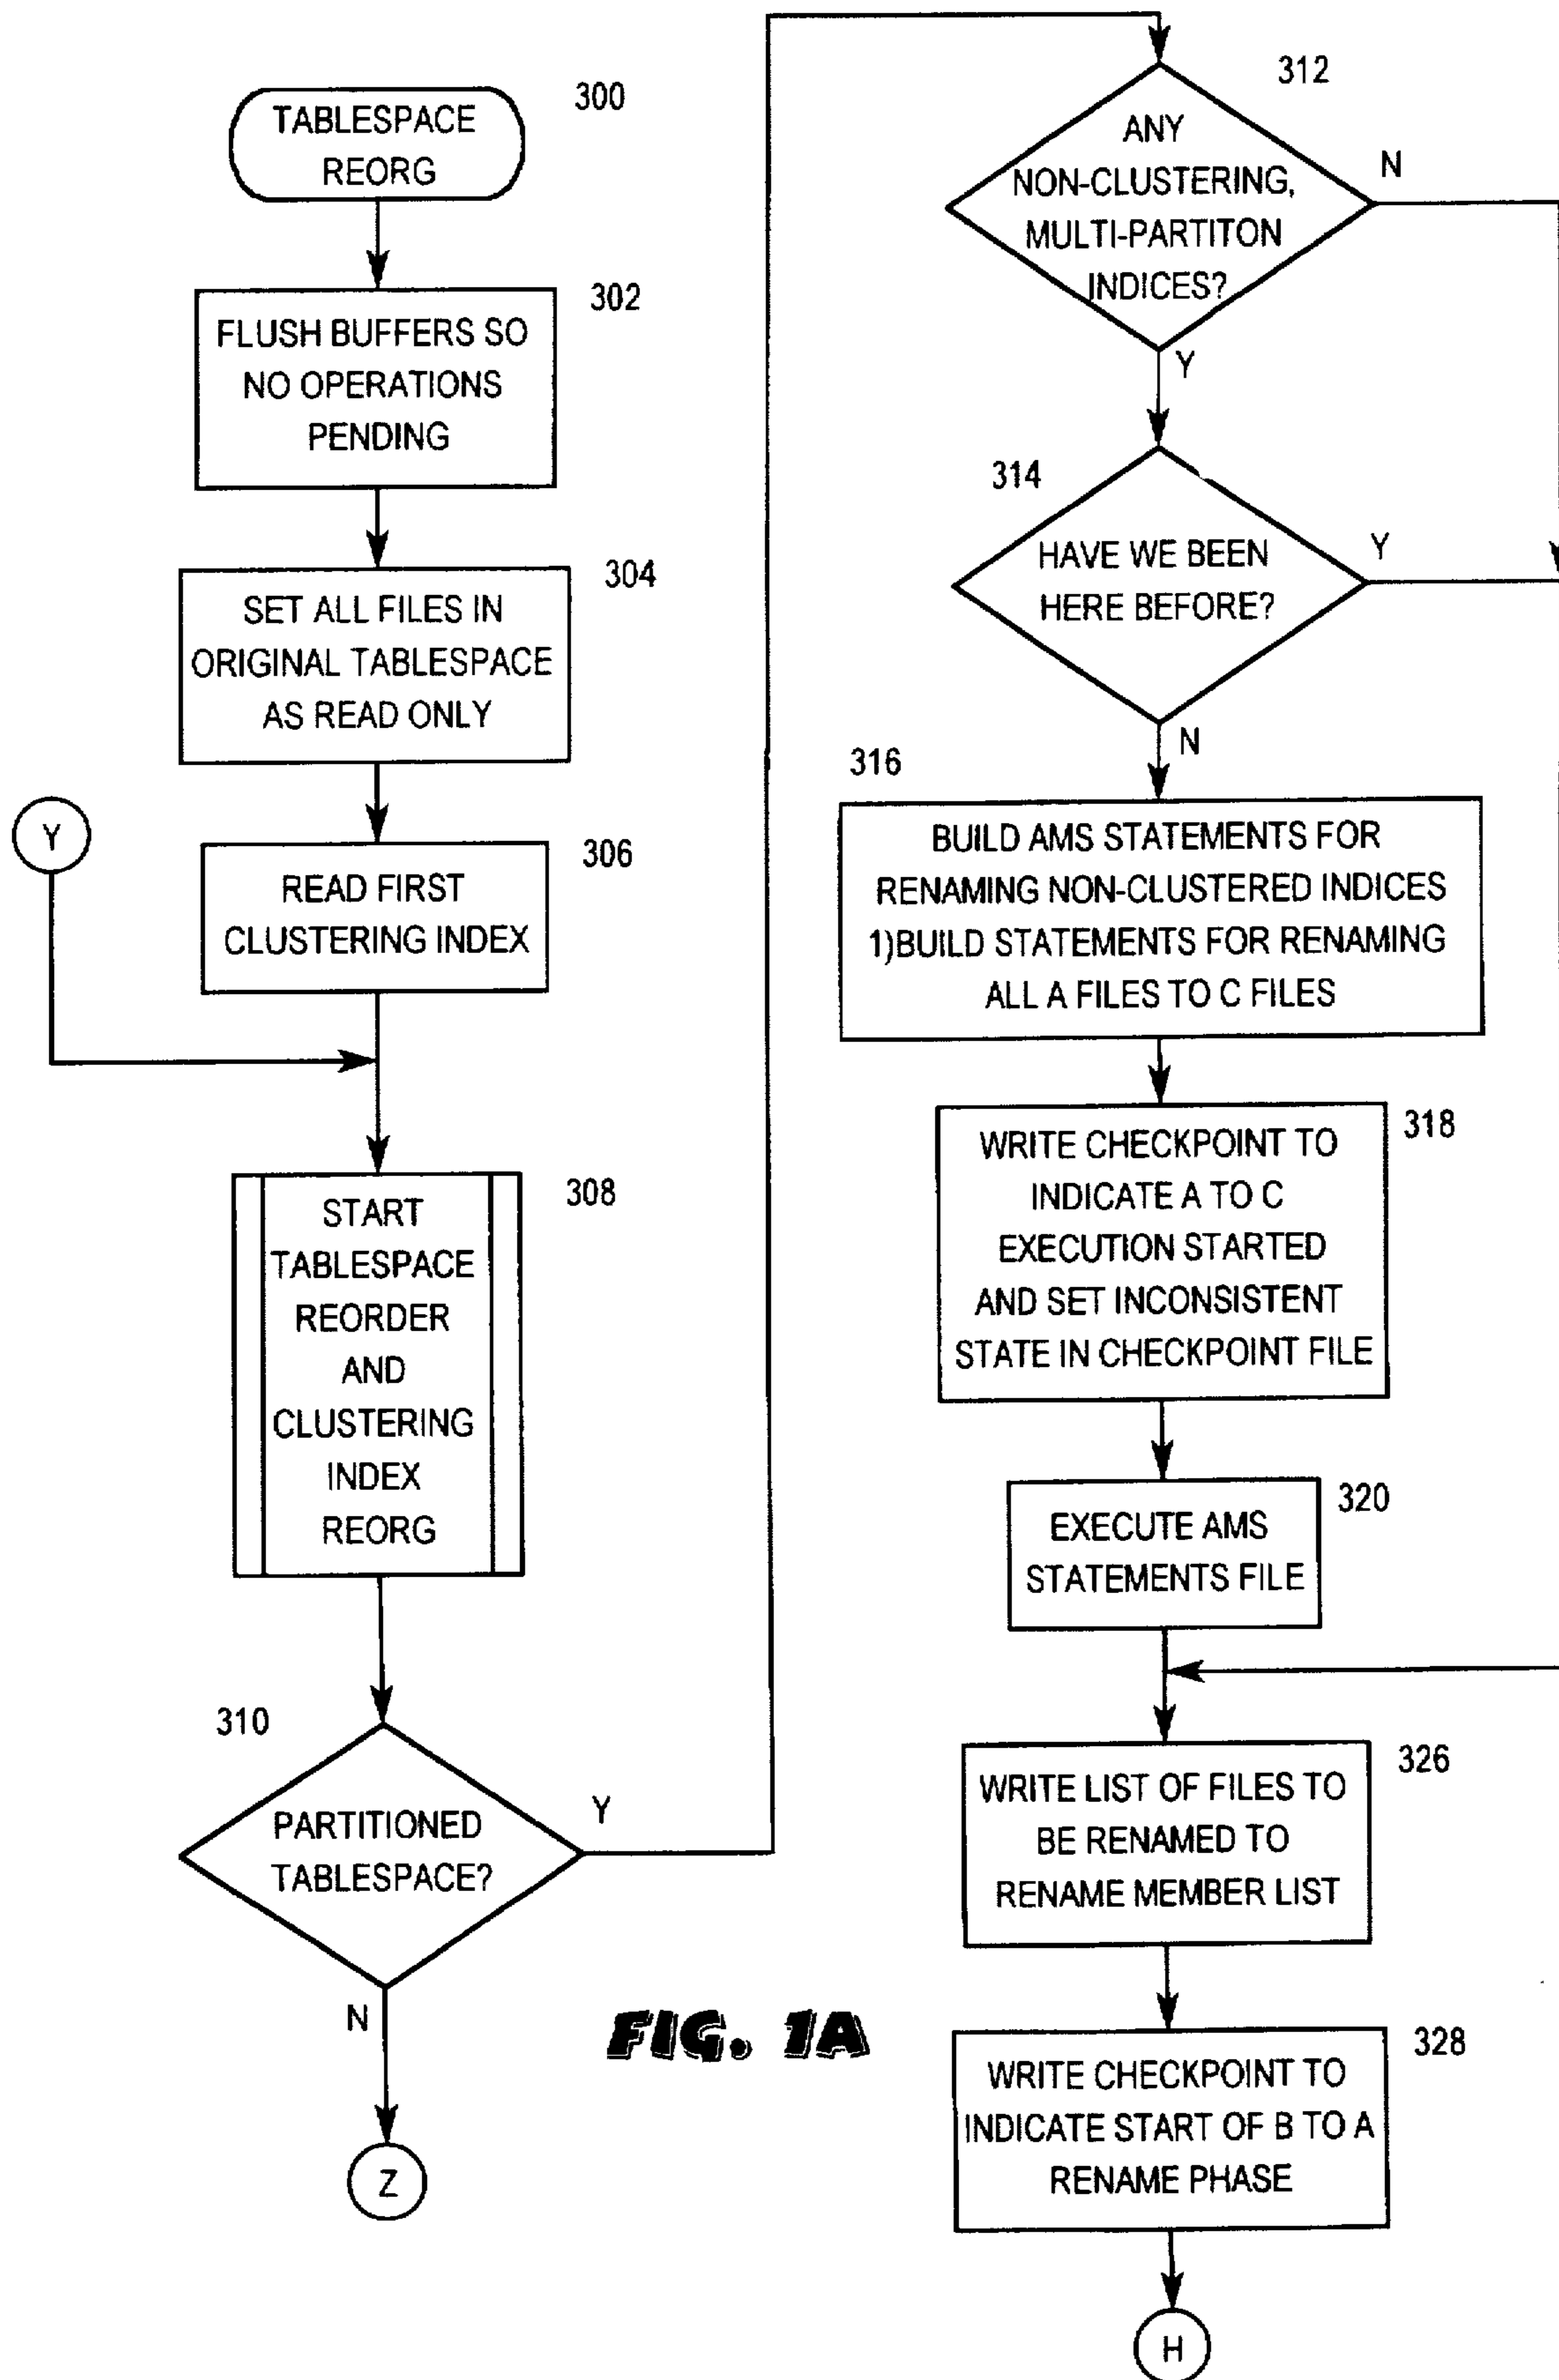 300
TABLESPACE
REORG
302
FLUSH BUFFERS SO
NO OPERATIONS
PENDING
304
SET ALL FILES IN
ORIGINAL TABLESPACE
AS READ ONLY
Y
306
READ FIRST
CLUSTERING INDEX
308
START
TABLESPACE
REORDER
AND
CLUSTERING
INDEX
REORG
310
PARTITIONED
TABLESPACE?
Y
N
Z
312
ANY
NON-CLUSTERING,
MULTI-PARTITON
INDICES?
N
Y
314
HAVE WE BEEN
HERE BEFORE?
Y
N
316
BUILD AMS STATEMENTS FOR
RENAMING NON-CLUSTERED INDICES
1)BUILD STATEMENTS FOR RENAMING
ALL A FILES TO C FILES
318
WRITE CHECKPOINT TO
INDICATE A TO C
EXECUTION STARTED
AND SET INCONSISTENT
STATE IN CHECKPOINT FILE
320
EXECUTE AMS
STATEMENTS FILE
326
WRITE LIST OF FILES TO
BE RENAMED TO
RENAME MEMBER LIST
328
WRITE CHECKPOINT TO
INDICATE START OF B TO A
RENAME PHASE
H
FIG. 1A